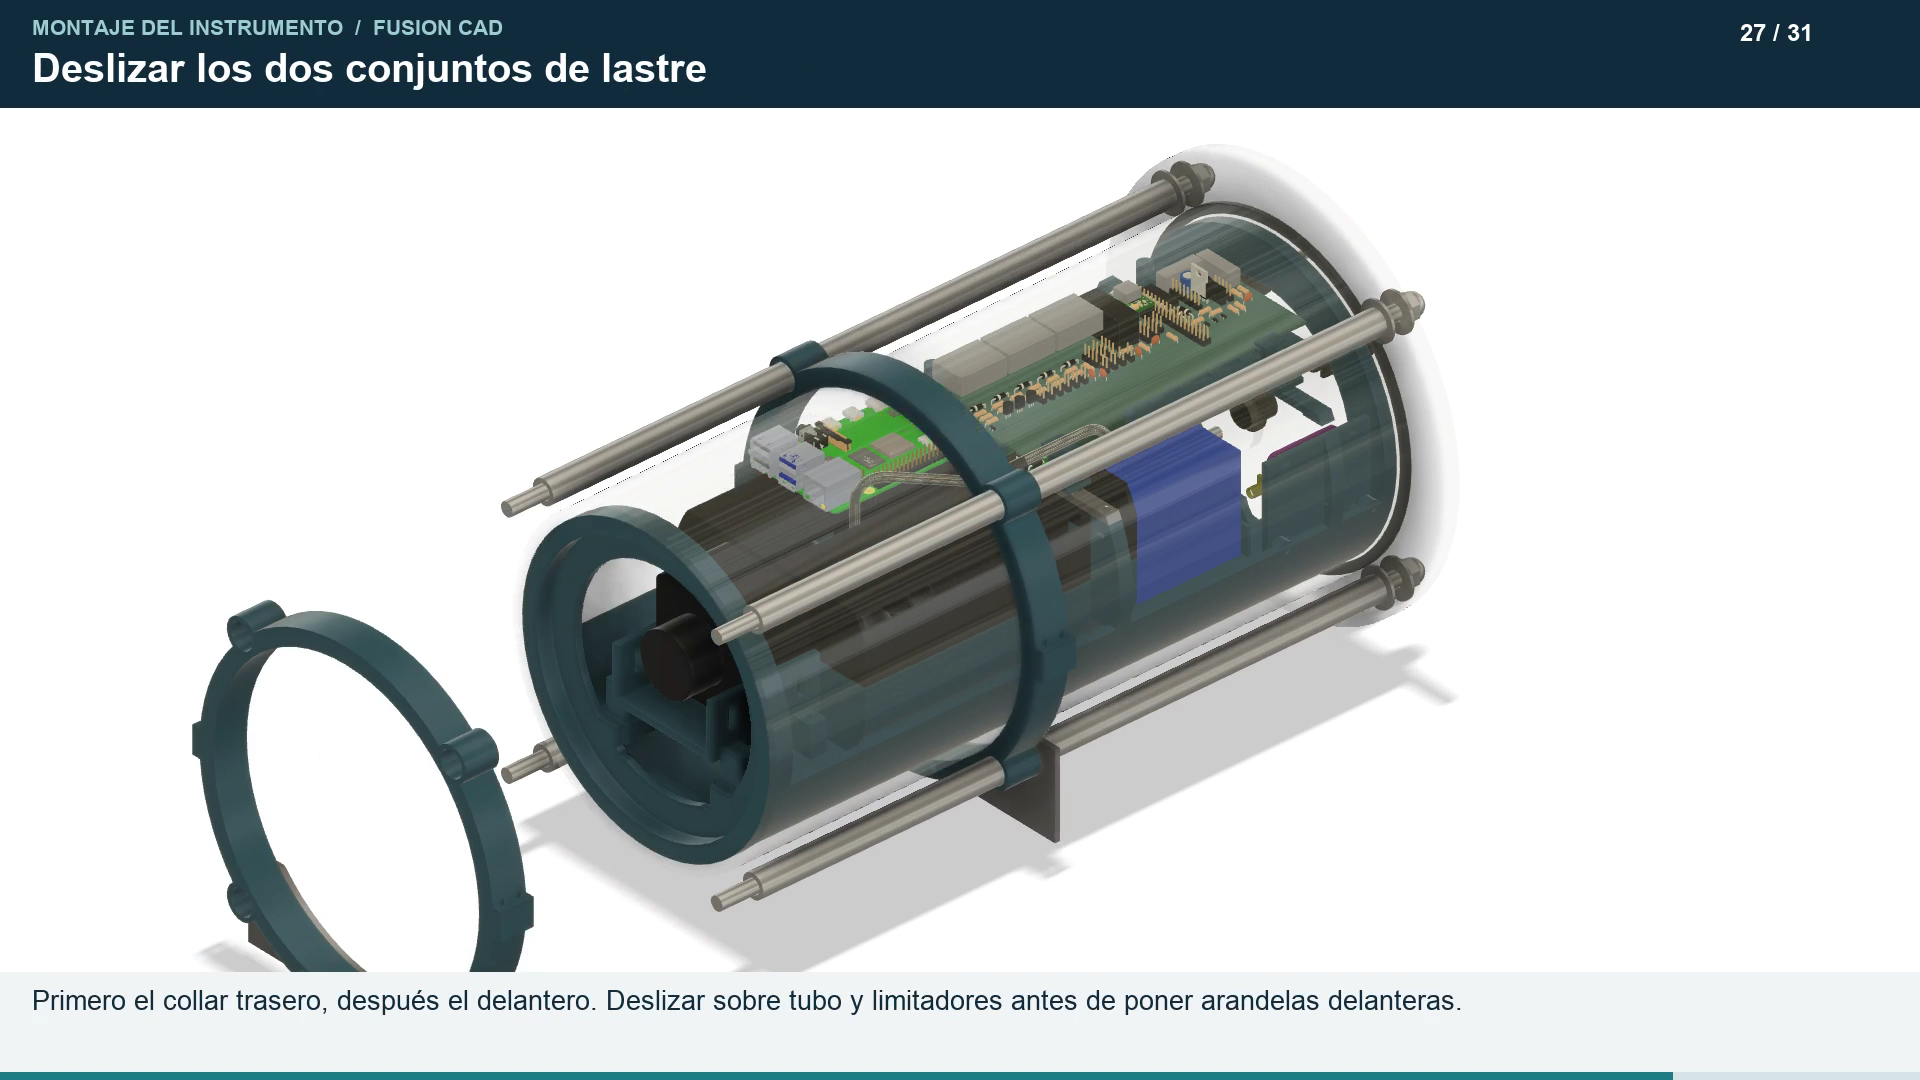 MONTAJE DEL INSTRUMENTO / FUSION CAD
27 / 31
Deslizar los dos conjuntos de lastre
Primero el collar trasero, después el delantero. Deslizar sobre tubo y limitadores antes de poner arandelas delanteras.